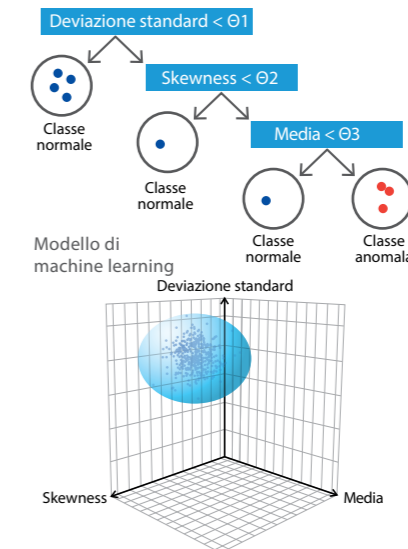 Deviazione standard < Θ1
Skewness < Θ2
Classe
normale
Media < Θ3
Classe
normale
Classe
normale
Classe
anomala
Modello di
machine learning
Deviazione standard
Skewness
Media